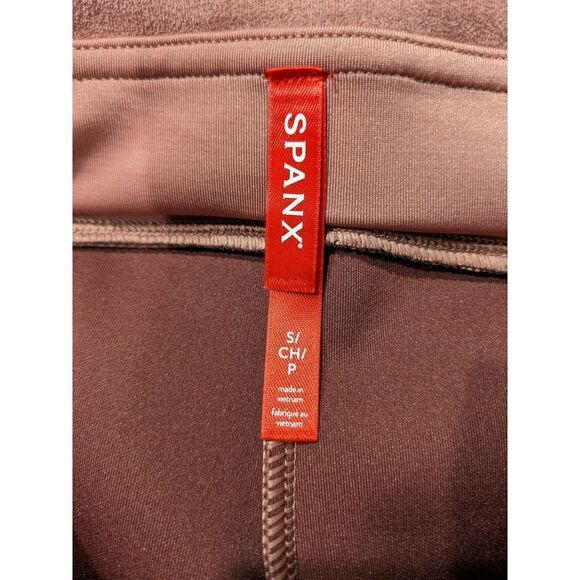 SPANX®
S/
CH/
P
made in
vietnam
fabriqué au
vietnam